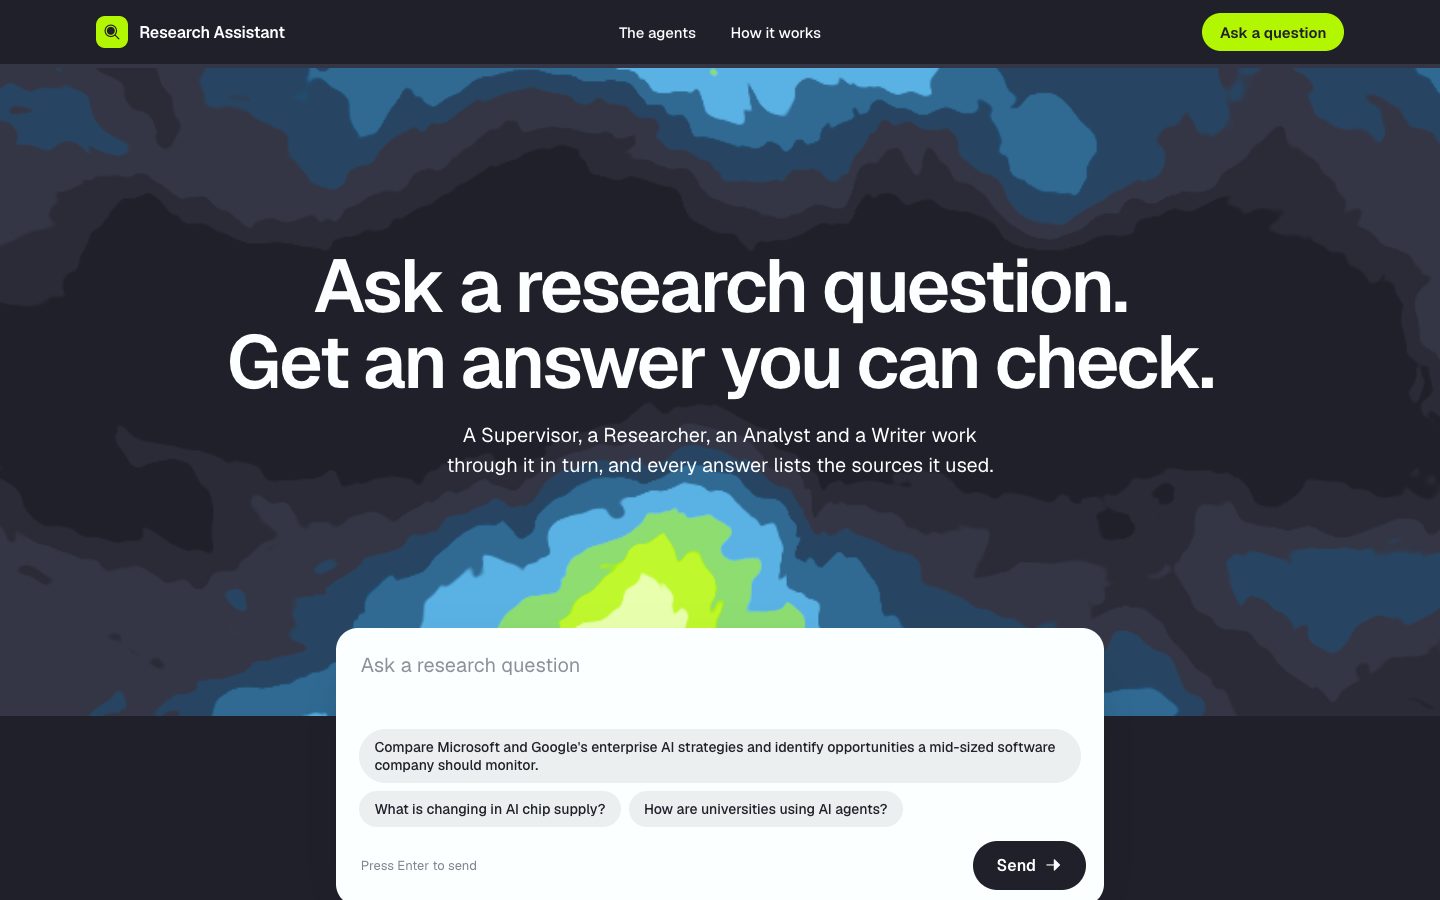 Research Assistant
The agents
How it works
Ask a question
Ask a research question.
Get an answer you can check.
A Supervisor, a Researcher, an Analyst and a Writer work
through it in turn, and every answer lists the sources it used.
Ask a research question
Compare Microsoft and Google's enterprise AI strategies and identify opportunities a mid-sized software
company should monitor.
What is changing in AI chip supply?
How are universities using AI agents?
Press Enter to send
Send